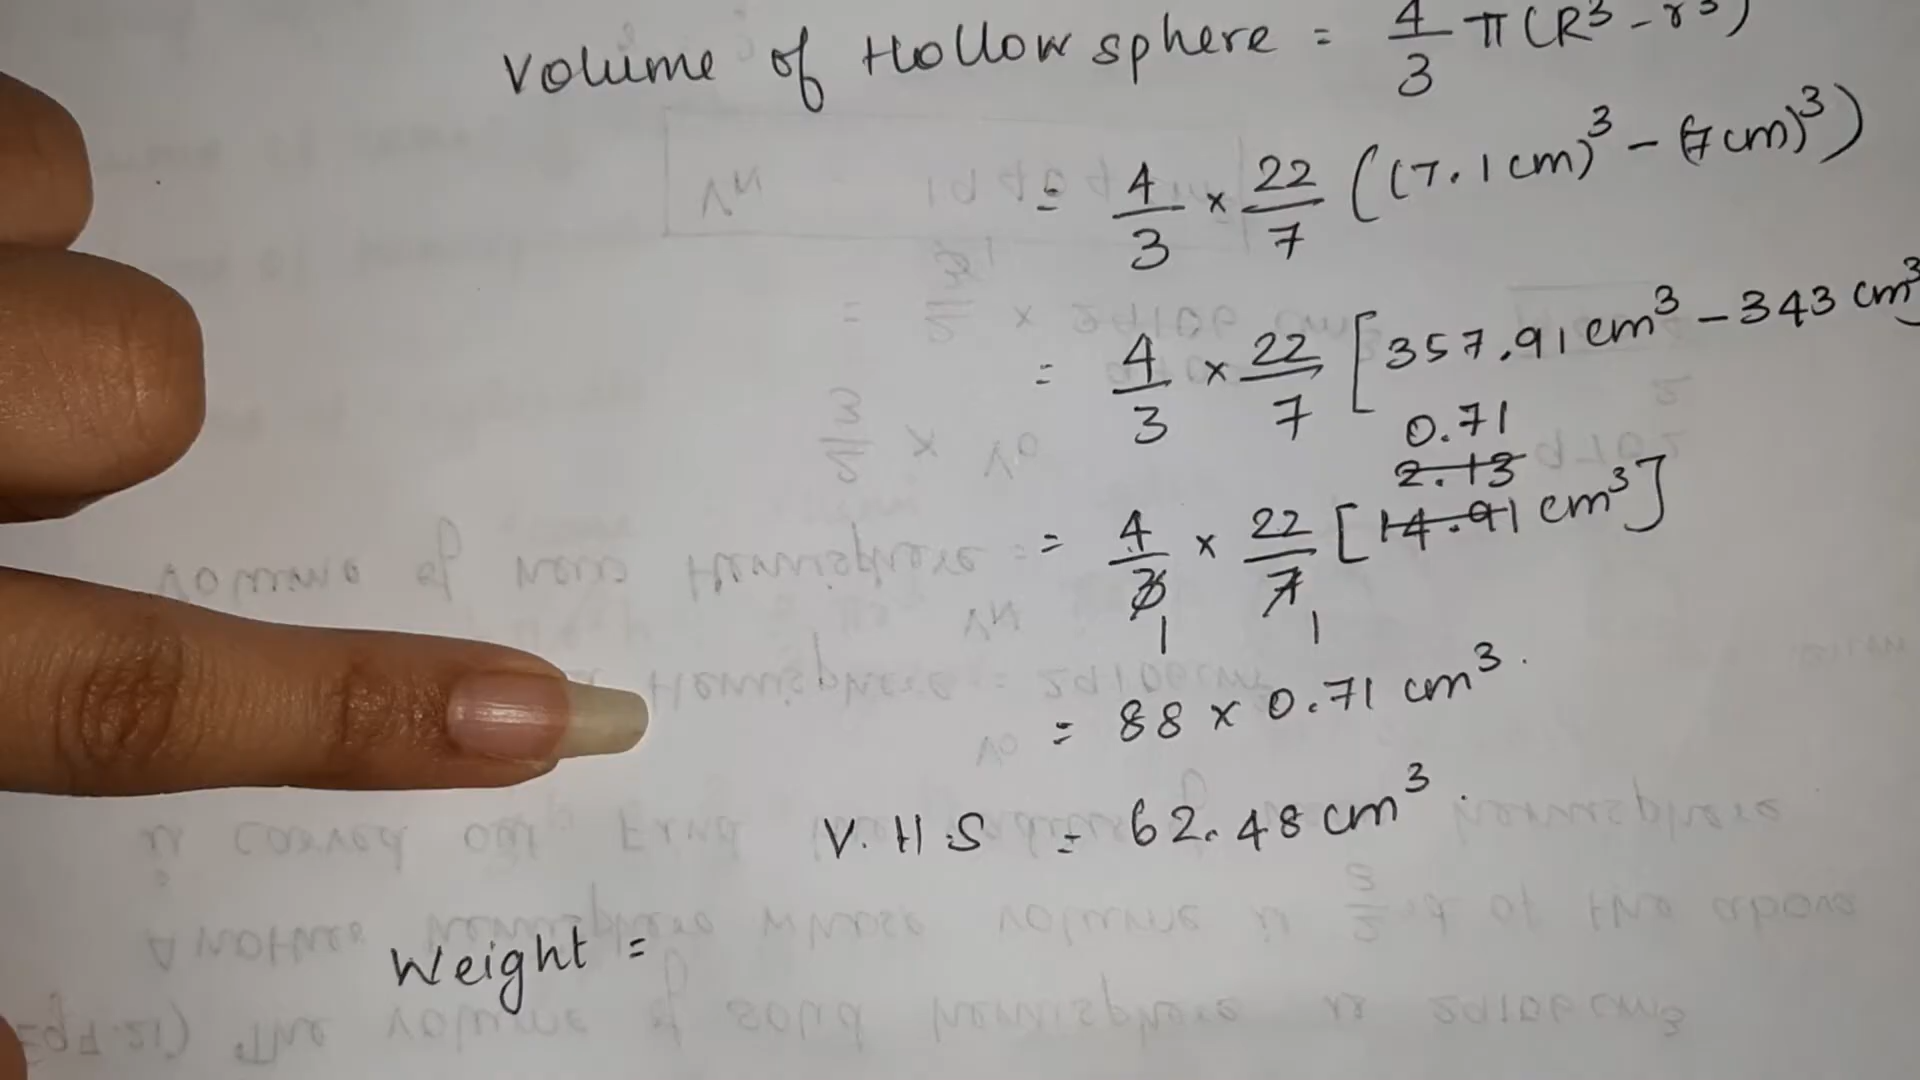 Volume of Hollow sphere = 4/3 π (R³ - r³)
= 4/3 × 22/7 ((7.1 cm)³ - (7 cm)³)
= 4/3 × 22/7 [357.91 cm³ - 343 cm³
0.71
2.13
= 4/3 × 22/7 [14.91 cm³]
1 1
= 88 × 0.71 cm³.
V.H.S = 62.48 cm³.
Weight =